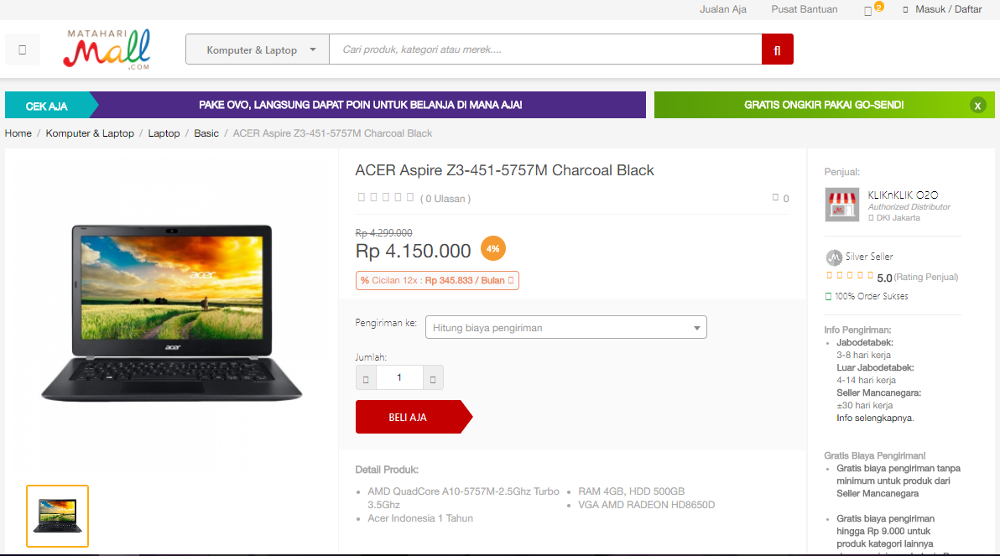 Jualan Aja
Pusat Bantuan
2
Masuk / Daftar
MATAHARI
Mall
.COM
Komputer & Laptop
Cari produk, kategori atau merek....
CEK AJA
PAKE OVO, LANGSUNG DAPAT POIN UNTUK BELANJA DI MANA AJA!
GRATIS ONGKIR PAKAI GO-SEND!
x
Home / Komputer & Laptop / Laptop / Basic / ACER Aspire Z3-451-5757M Charcoal Black
acer
acer
ACER Aspire Z3-451-5757M Charcoal Black
( 0 Ulasan )
0
Rp 4.299.000
Rp 4.150.000
4%
% Cicilan 12x : Rp 345.833 / Bulan
Pengiriman ke:
Hitung biaya pengiriman
Jumlah:
1
BELI AJA
Detail Produk:
• AMD QuadCore A10-5757M-2.5Ghz Turbo
3.5Ghz
• Acer Indonesia 1 Tahun
• RAM 4GB, HDD 500GB
• VGA AMD RADEON HD8650D
Penjual:
KLIKnKLIK O2O
Authorized Distributor
DKI Jakarta
Silver Seller
5.0 (Rating Penjual)
100% Order Sukses
Info Pengiriman:
• Jabodetabek:
3-8 hari kerja
Luar Jabodetabek:
4-14 hari kerja
Seller Mancanegara:
±30 hari kerja
Info selengkapnya.
Gratis Biaya Pengiriman!
• Gratis biaya pengiriman tanpa
minimum untuk produk dari
Seller Mancanegara
• Gratis biaya pengiriman
hingga Rp 9.000 untuk
produk kategori lainnya